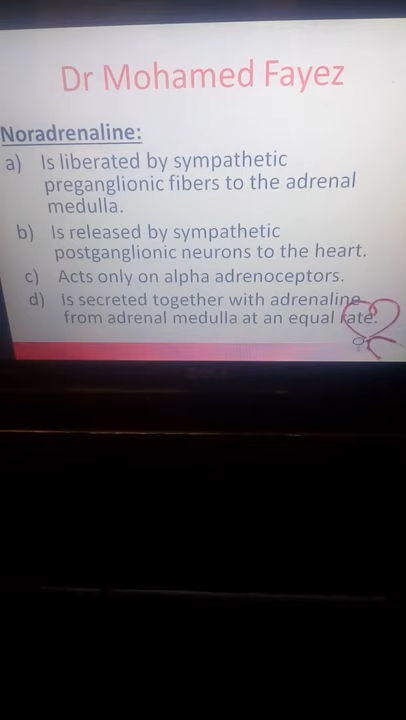 Dr Mohamed Fayez
Noradrenaline:
a) Is liberated by sympathetic
preganglionic fibers to the adrenal
medulla.
b) Is released by sympathetic
postganglionic neurons to the heart.
c) Acts only on alpha adrenoceptors.
d) Is secreted together with adrenaline
from adrenal medulla at an equal rate.